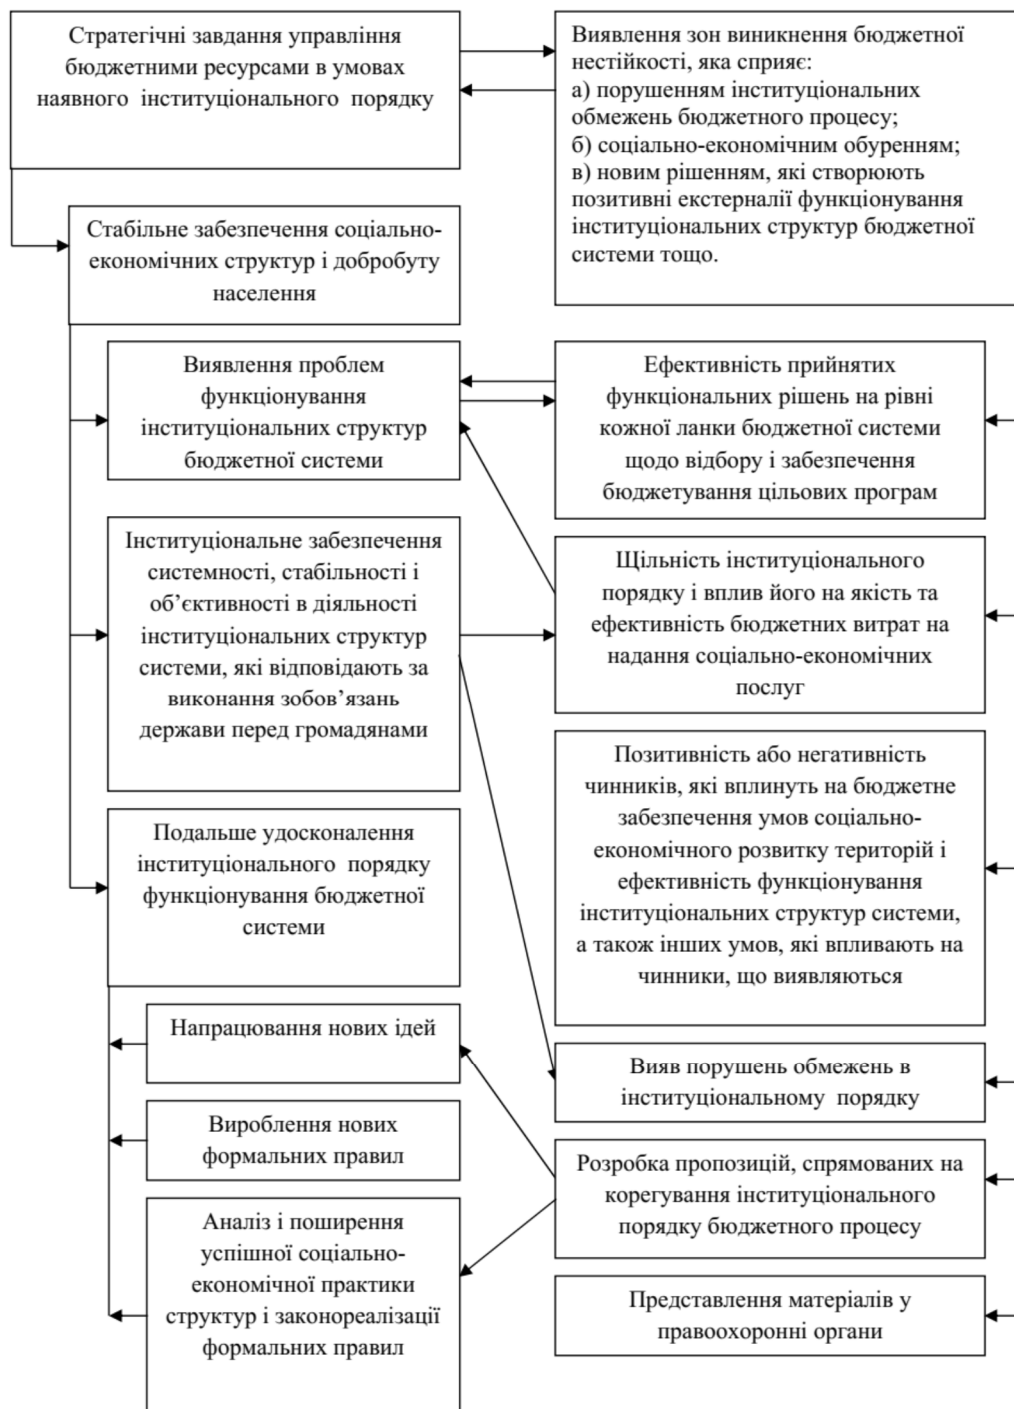 Стратегічні завдання управління
бюджетними ресурсами в умовах
наявного інституціонального порядку
Виявлення зон виникнення бюджетної
нестійкості, яка сприяє:
а) порушенням інституціональних
обмежень бюджетного процесу;
б) соціально-економічним обуренням;
в) новим рішенням, які створюють
позитивні екстерналії функціонування
інституціональних структур бюджетної
системи тощо.
Стабільне забезпечення соціально-
економічних структур і добробуту
населення
Виявлення проблем
функціонування
інституціональних структур
бюджетної системи
Ефективність прийнятих
функціональних рішень на рівні
кожної ланки бюджетної системи
щодо відбору і забезпечення
бюджетування цільових програм
Інституціональне забезпечення
системності, стабільності і
об’єктивності в діяльності
інституціональних структур
системи, які відповідають за
виконання зобов’язань
держави перед громадянами
Щільність інституціонального
порядку і вплив його на якість та
ефективність бюджетних витрат на
надання соціально-економічних
послуг
Позитивність або негативність
чинників, які вплинуть на бюджетне
забезпечення умов соціально-
економічного розвитку територій і
ефективність функціонування
інституціональних структур системи,
а також інших умов, які впливають на
чинники, що виявляються
Подальше удосконалення
інституціонального порядку
функціонування бюджетної
системи
Напрацювання нових ідей
Вияв порушень обмежень в
інституціональному порядку
Вироблення нових
формальних правил
Розробка пропозицій, спрямованих на
корегування інституціонального
порядку бюджетного процесу
Аналіз і поширення
успішної соціально-
економічної практики
структур і законореалізації
формальних правил
Представлення матеріалів у
правоохоронні органи